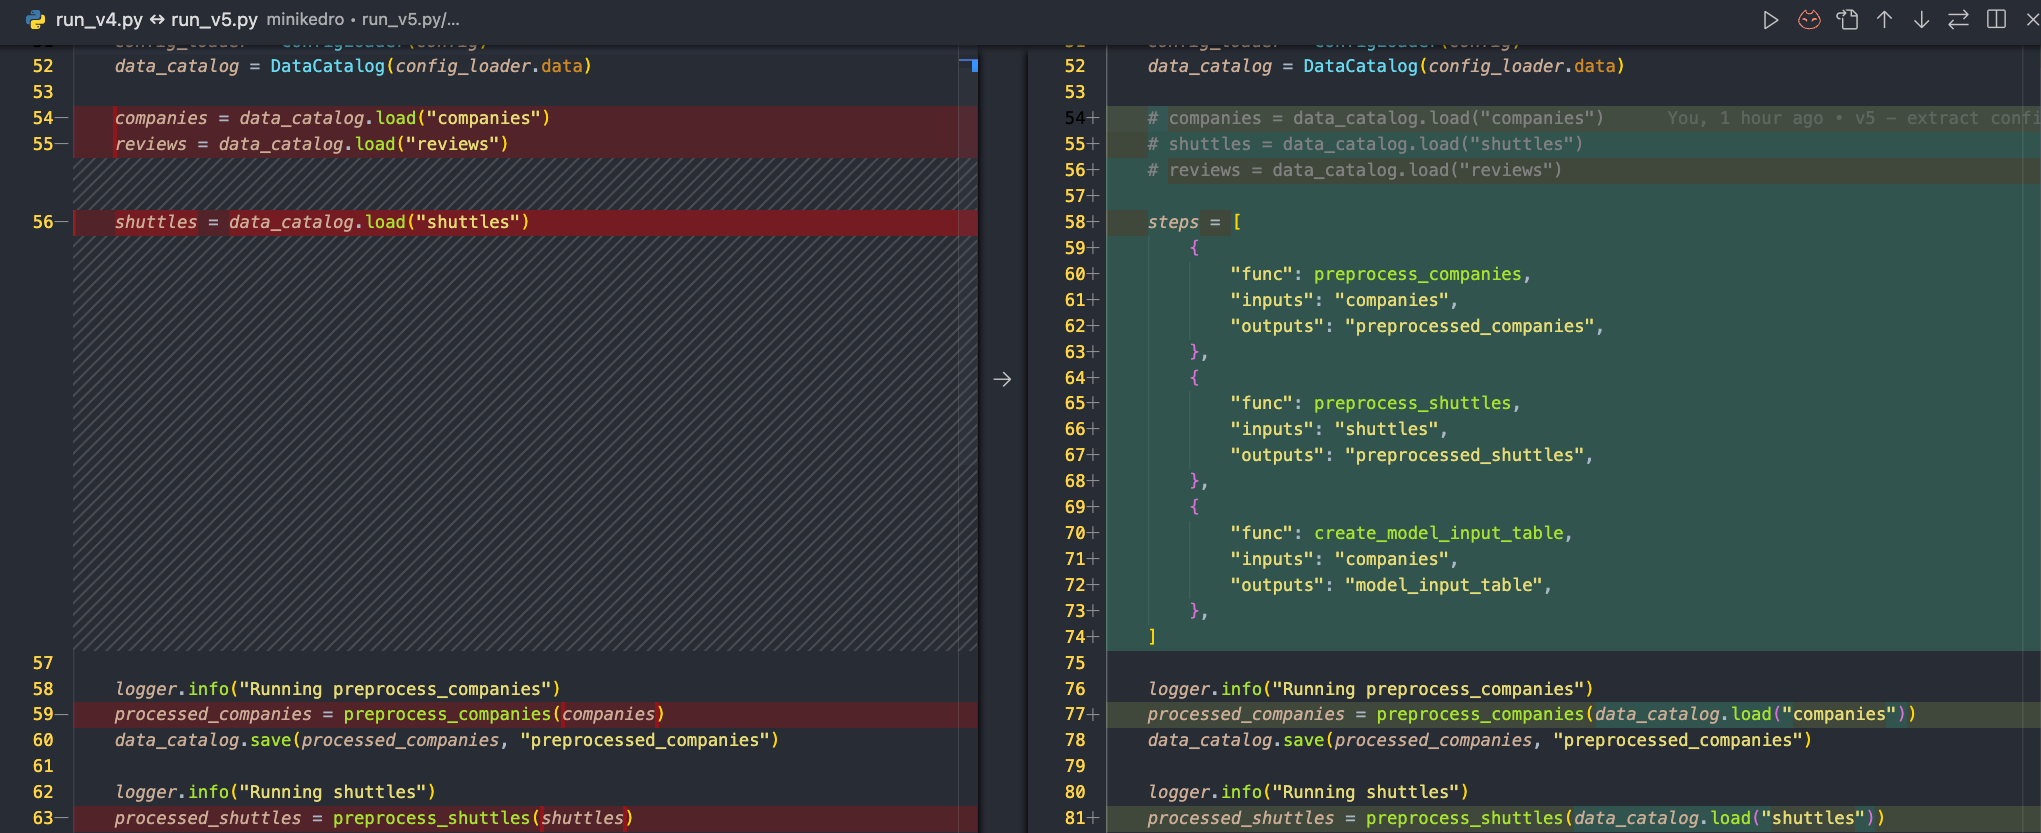 run_v4.py ↔ run_v5.py minikedro • run_v5.py/...
52 data_catalog = DataCatalog(config_loader.data)
53
54— companies = data_catalog.load("companies")
55— reviews = data_catalog.load("reviews")
56— shuttles = data_catalog.load("shuttles")
57
58 logger.info("Running preprocess_companies")
59— processed_companies = preprocess_companies(companies)
60 data_catalog.save(processed_companies, "preprocessed_companies")
61
62 logger.info("Running shuttles")
63— processed_shuttles = preprocess_shuttles(shuttles)
52 data_catalog = DataCatalog(config_loader.data)
53
54+ # companies = data_catalog.load("companies") You, 1 hour ago • v5 – extract confi
55+ # shuttles = data_catalog.load("shuttles")
56+ # reviews = data_catalog.load("reviews")
57+
58+ steps = [
59+ {
60+ "func": preprocess_companies,
61+ "inputs": "companies",
62+ "outputs": "preprocessed_companies",
63+ },
64+ {
65+ "func": preprocess_shuttles,
66+ "inputs": "shuttles",
67+ "outputs": "preprocessed_shuttles",
68+ },
69+ {
70+ "func": create_model_input_table,
71+ "inputs": "companies",
72+ "outputs": "model_input_table",
73+ },
74+ ]
75
76 logger.info("Running preprocess_companies")
77+ processed_companies = preprocess_companies(data_catalog.load("companies"))
78 data_catalog.save(processed_companies, "preprocessed_companies")
79
80 logger.info("Running shuttles")
81+ processed_shuttles = preprocess_shuttles(data_catalog.load("shuttles"))